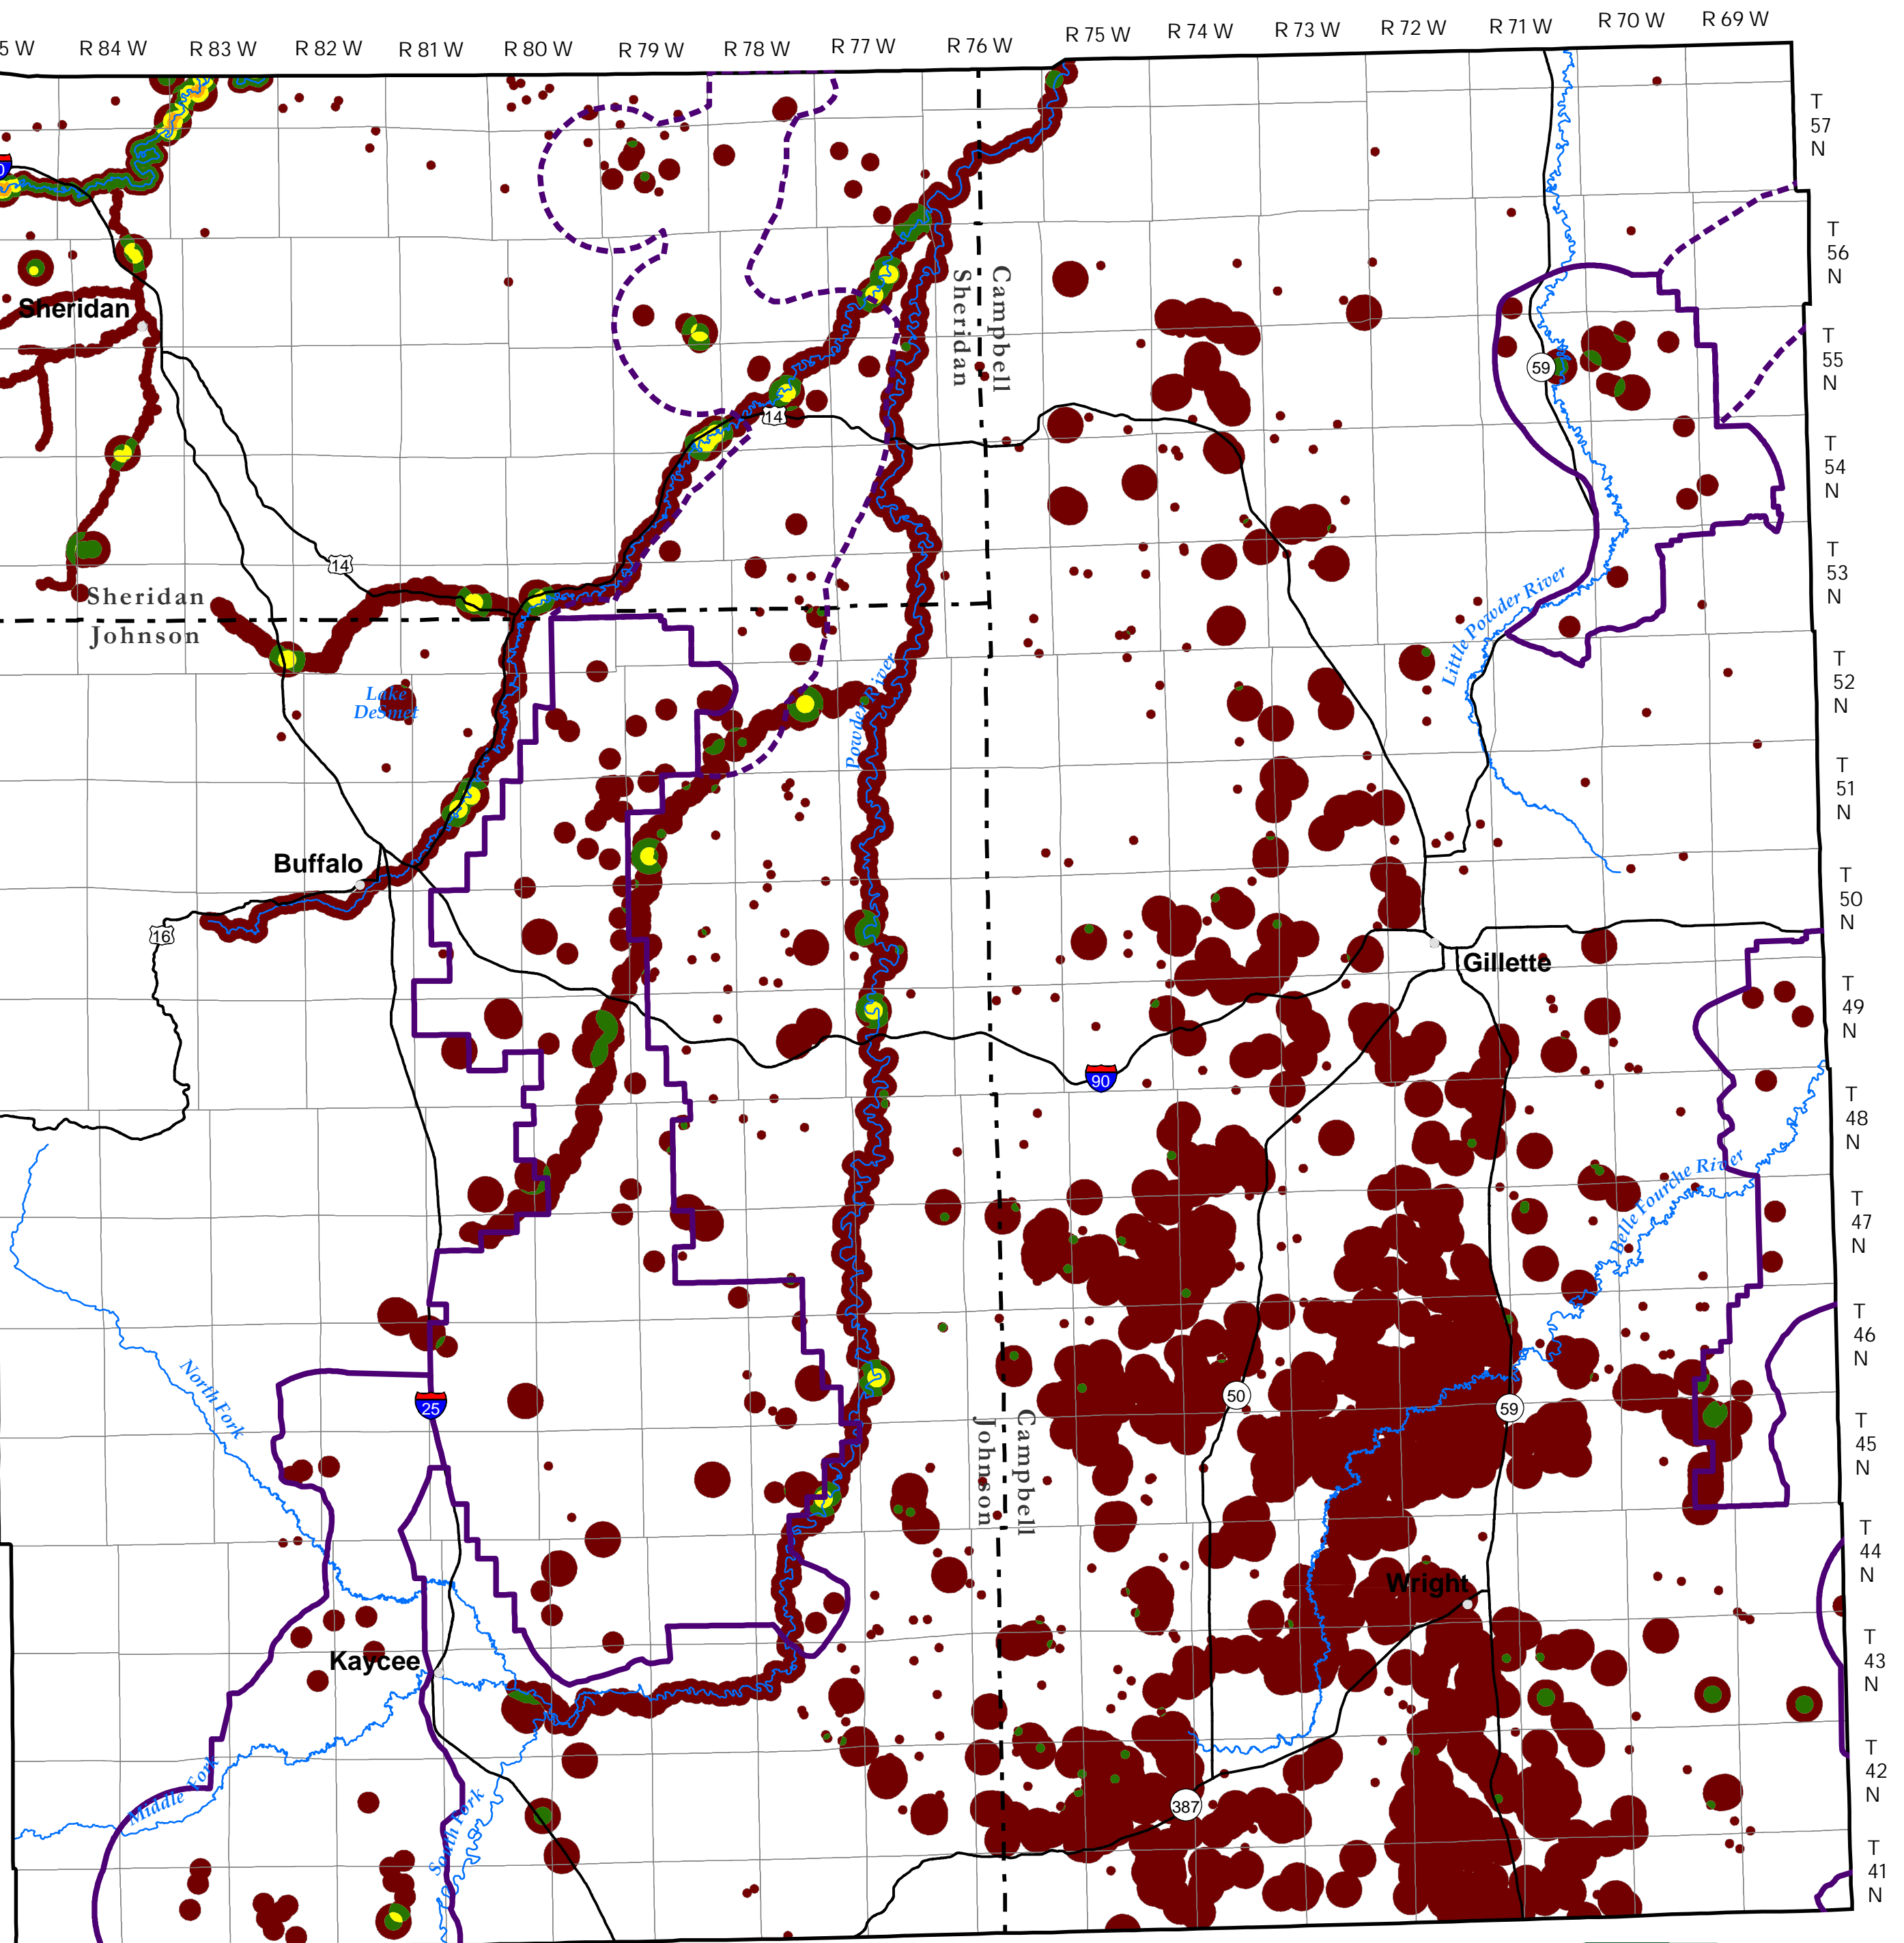 5 W R 84 W R 83 W R 82 W R 81 W R 80 W R 79 W R 78 W R 77 W R 76 W R 75 W R 74 W R 73 W R 72 W R 71 W R 70 W R 69 W
T
57
N
0
T
56
N
Campbell
Sheridan
Sheridan
T
55
N
59
14
T
54
N
14
T
53
N
Sheridan
Johnson
Little Powder River
T
52
N
Lake
DeSmet
Powder River
T
51
N
Buffalo
T
50
N
16
Gillette
T
49
N
90
T
48
N
Belle Fourche River
T
47
N
T
46
N
North Fork
50
25
59
Campbell
Johnson
T
45
N
T
44
N
Wright
T
43
N
Kaycee
T
42
N
Middle Fork
387
South Fork
T
41
N